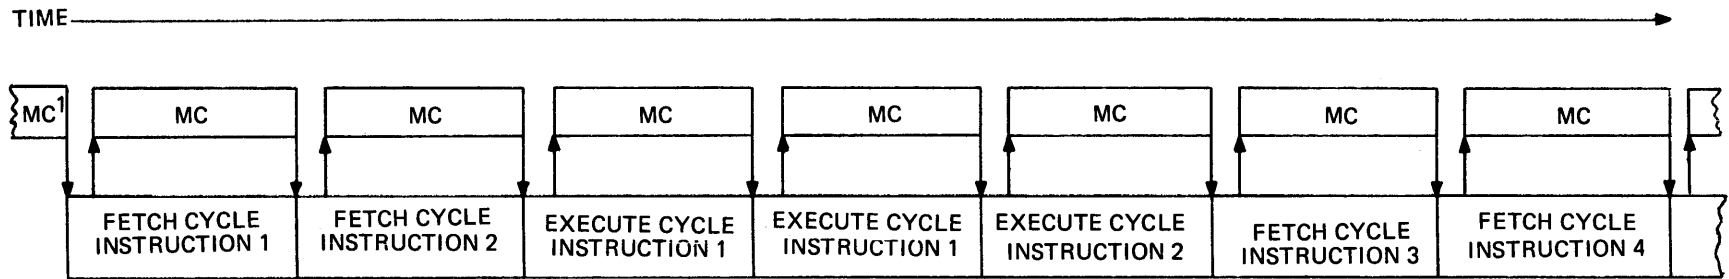 TIME
MC¹ MC MC MC MC MC MC MC
FETCH CYCLE
INSTRUCTION 1
FETCH CYCLE
INSTRUCTION 2
EXECUTE CYCLE
INSTRUCTION 1
EXECUTE CYCLE
INSTRUCTION 1
EXECUTE CYCLE
INSTRUCTION 2
FETCH CYCLE
INSTRUCTION 3
FETCH CYCLE
INSTRUCTION 4